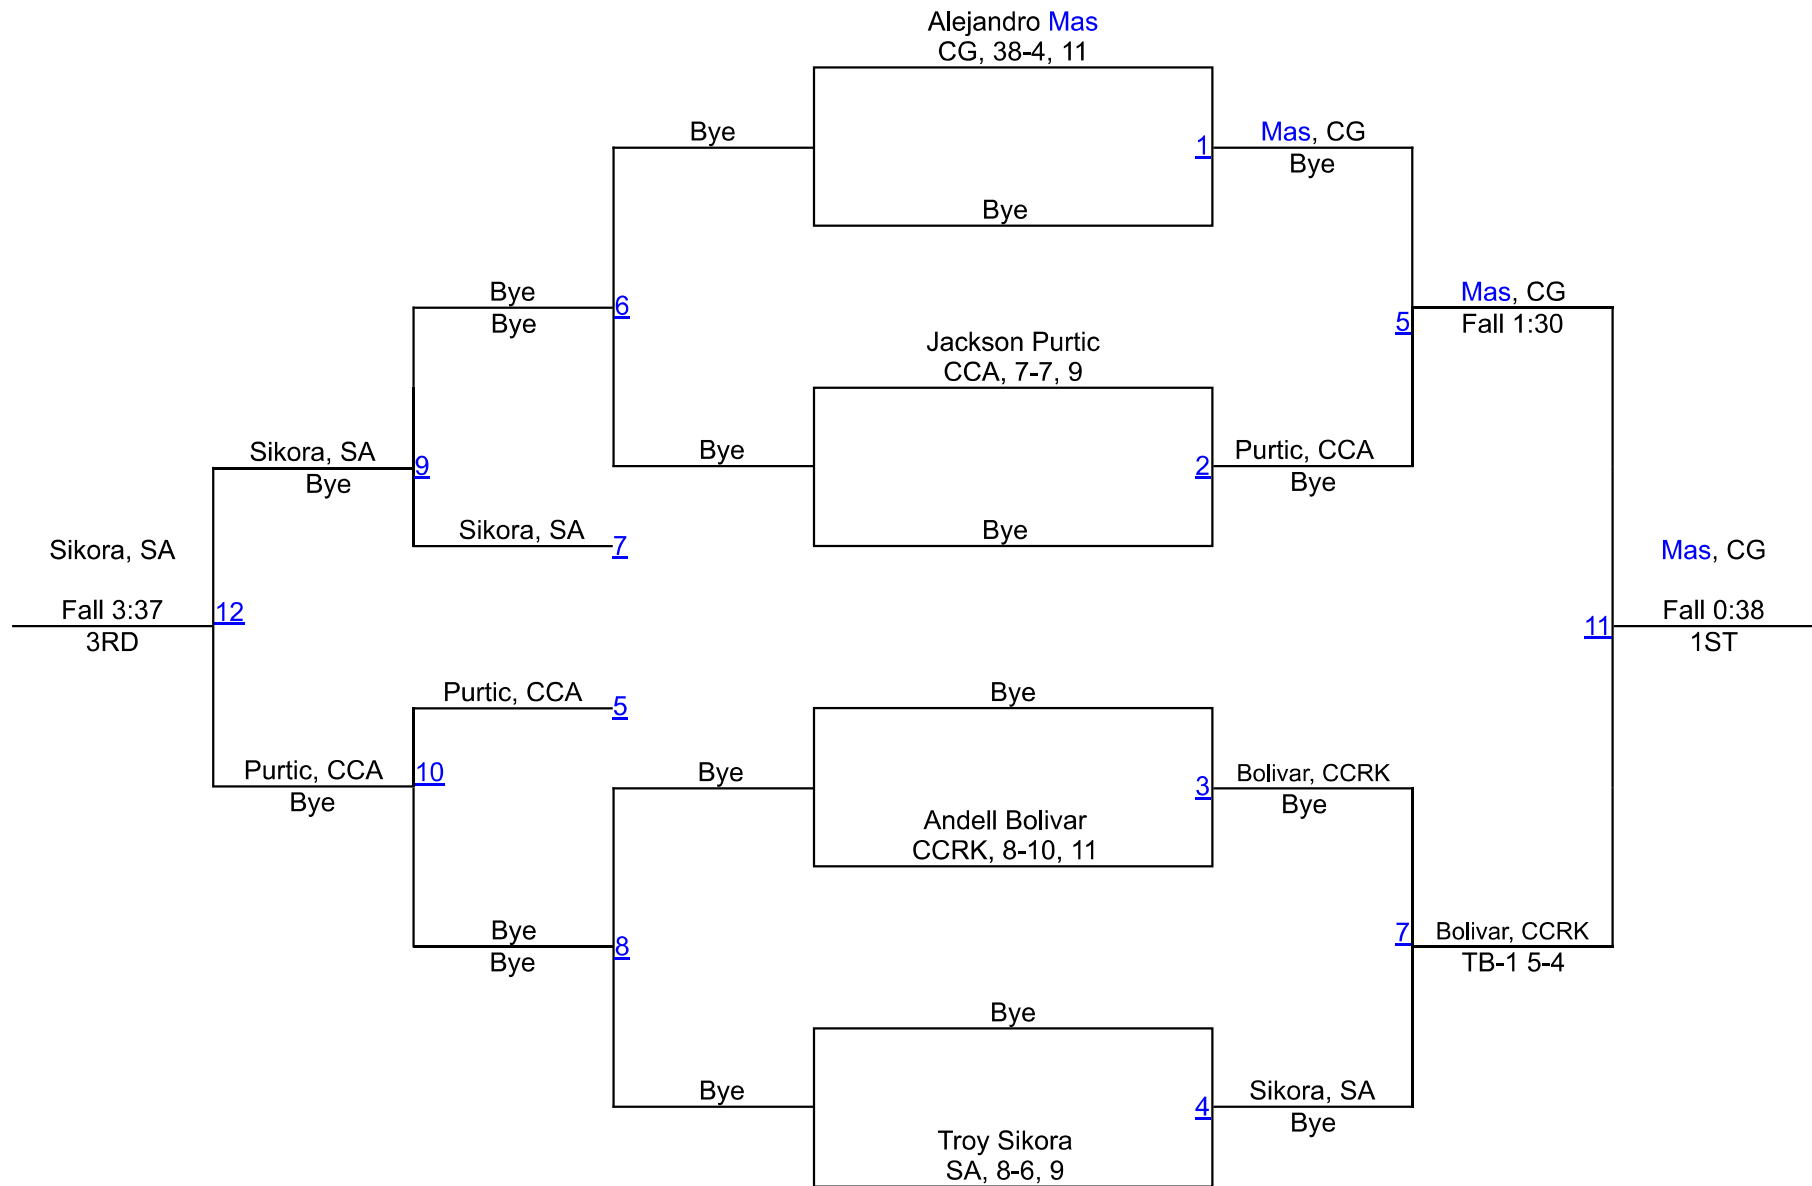 Alejandro Mas
CG, 38-4, 11
Bye
1
Mas, CG
Bye
Bye
Bye
Bye
6
Mas, CG
5
Fall 1:30
Jackson Purtic
CCA, 7-7, 9
Sikora, SA
9
Bye
Bye
2
Purtic, CCA
Bye
Sikora, SA
7
Bye
Sikora, SA
Mas, CG
Fall 3:37
12
3RD
11
Fall 0:38
1ST
Purtic, CCA
5
Bye
Purtic, CCA
10
Bye
Bye
3
Bolivar, CCRK
Bye
Andell Bolivar
CCRK, 8-10, 11
Bye
8
Bye
7
Bolivar, CCRK
TB-1 5-4
Bye
Bye
4
Sikora, SA
Bye
Troy Sikora
SA, 8-6, 9